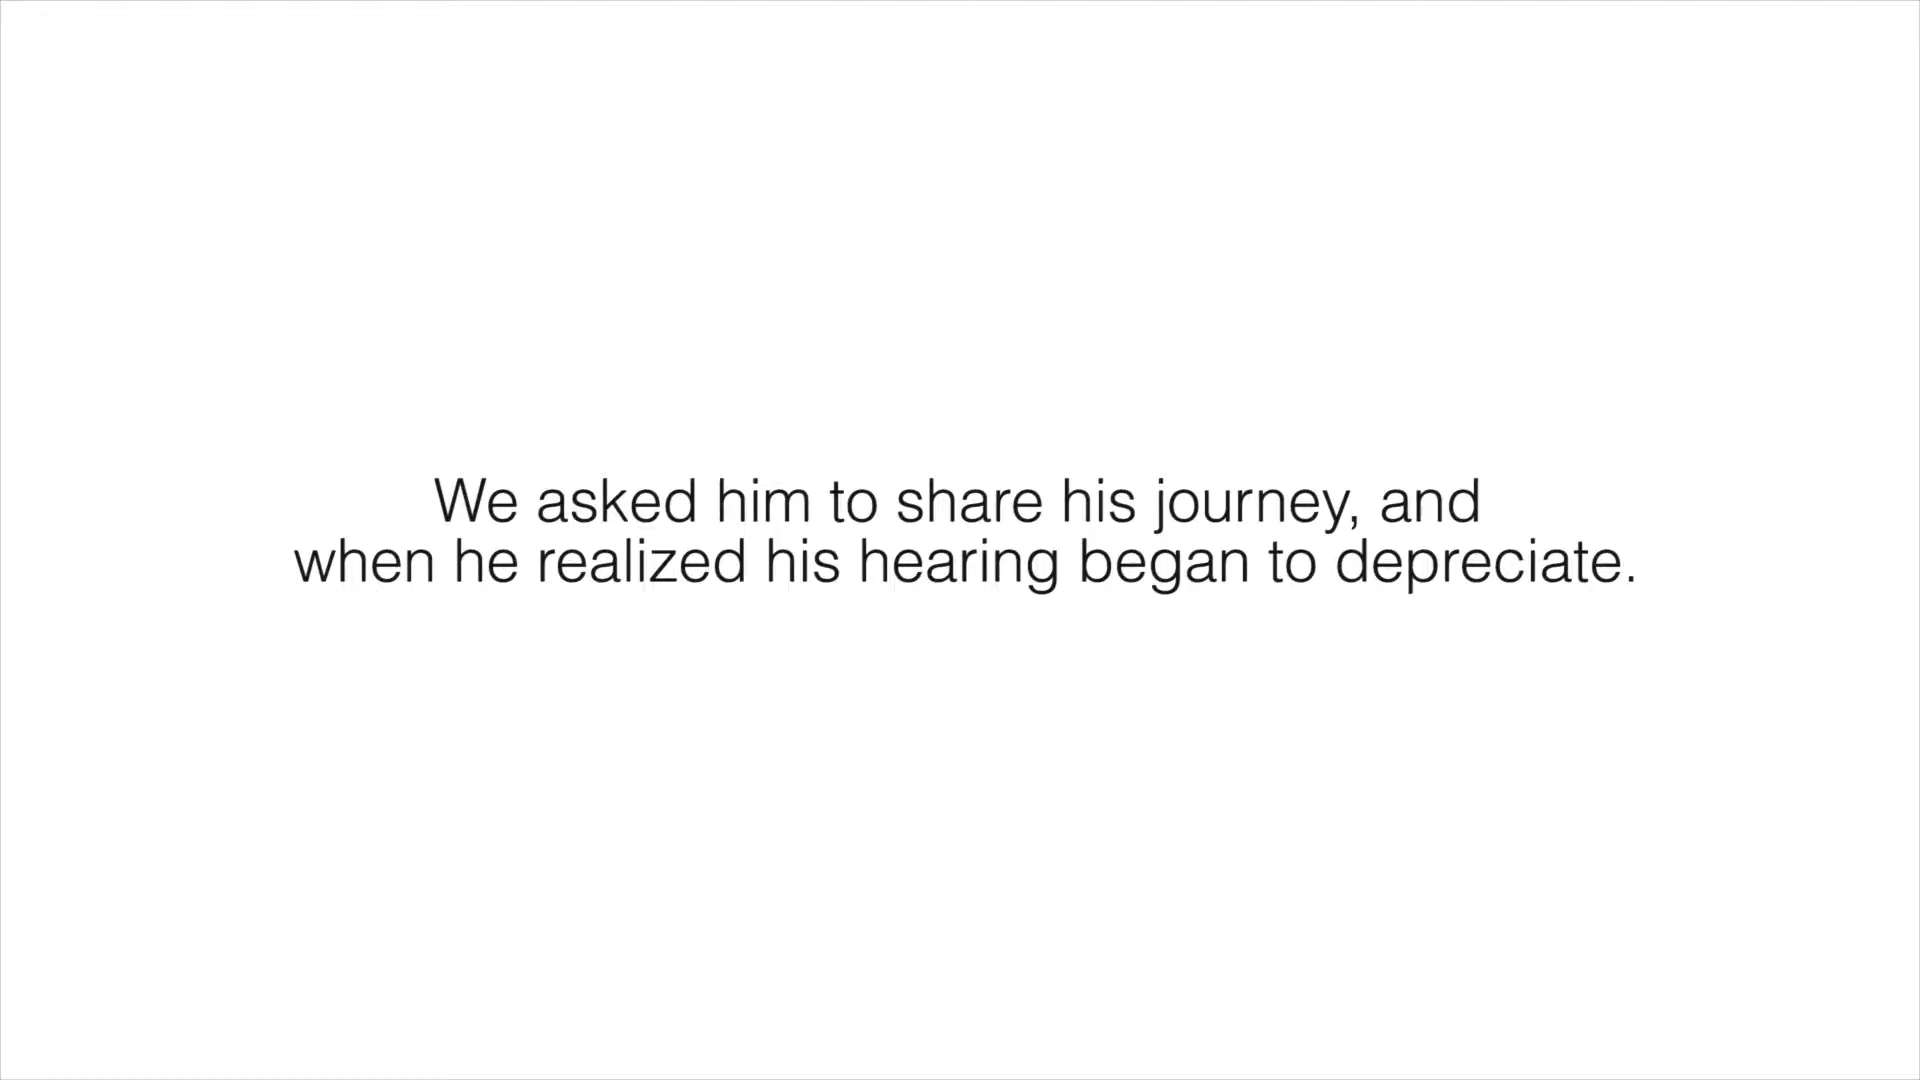 We asked him to share his journey, and
when he realized his hearing began to depreciate.